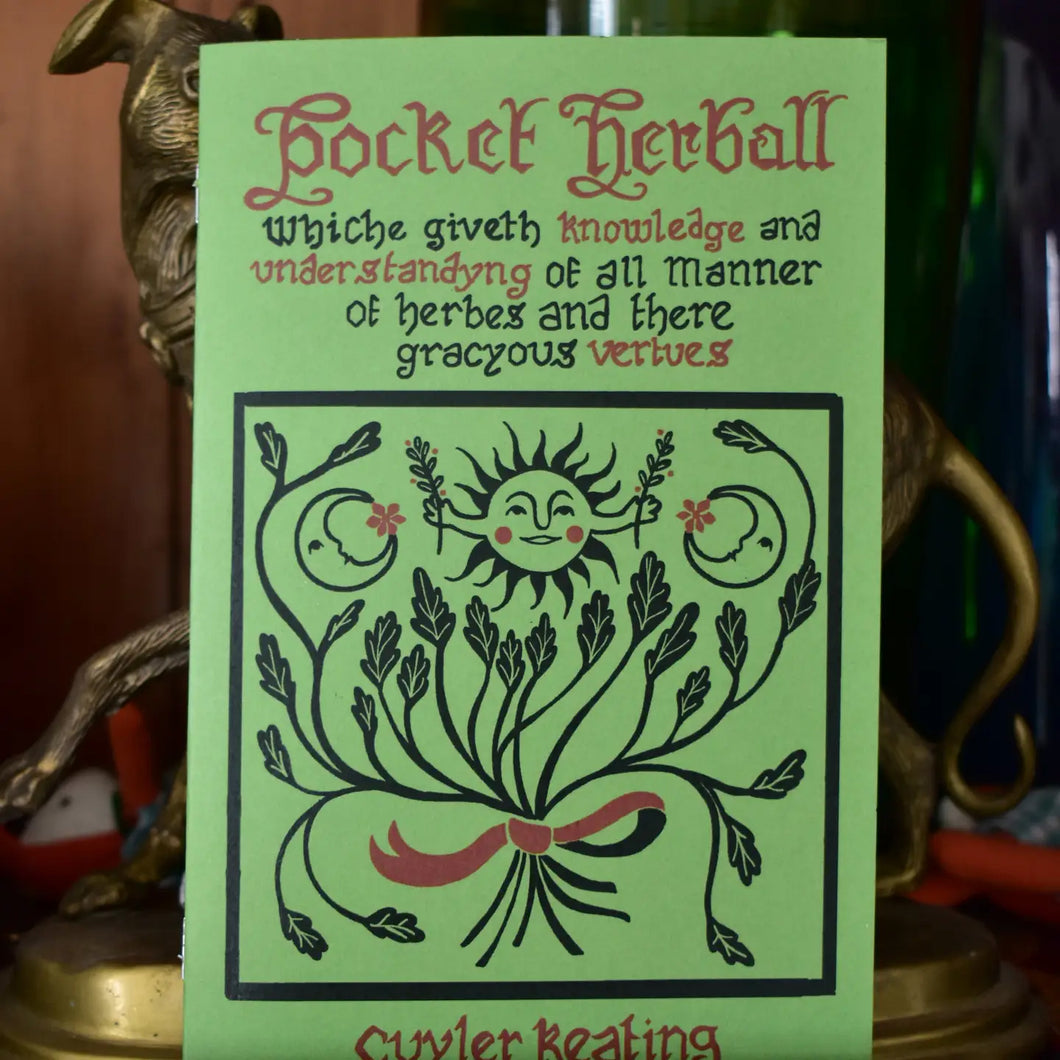 Pocket Herball
Whiche giveth knowledge and
understandyng of all manner
of herbes and there
gracyous vertues
Cuyler Keating